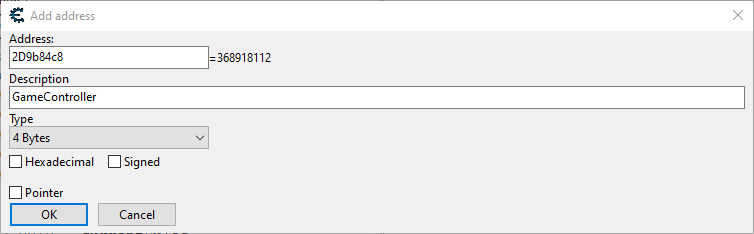 Add address
Address:
2D9b84c8 =368918112
Description
GameController
Type
4 Bytes
Hexadecimal Signed
Pointer
OK Cancel